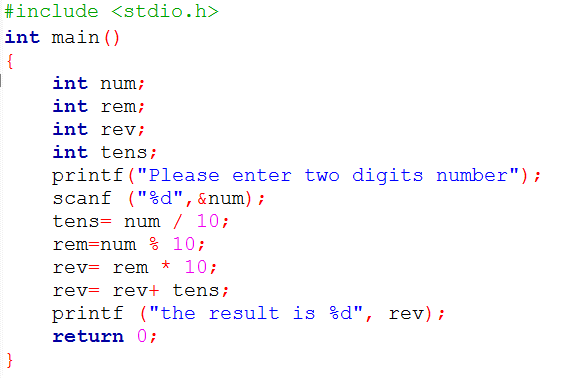 #include <stdio.h>
int main()
{
    int num;
    int rem;
    int rev;
    int tens;
    printf("Please enter two digits number");
    scanf ("%d",&num);
    tens= num / 10;
    rem=num % 10;
    rev= rem * 10;
    rev= rev+ tens;
    printf ("the result is %d", rev);
    return 0;
}